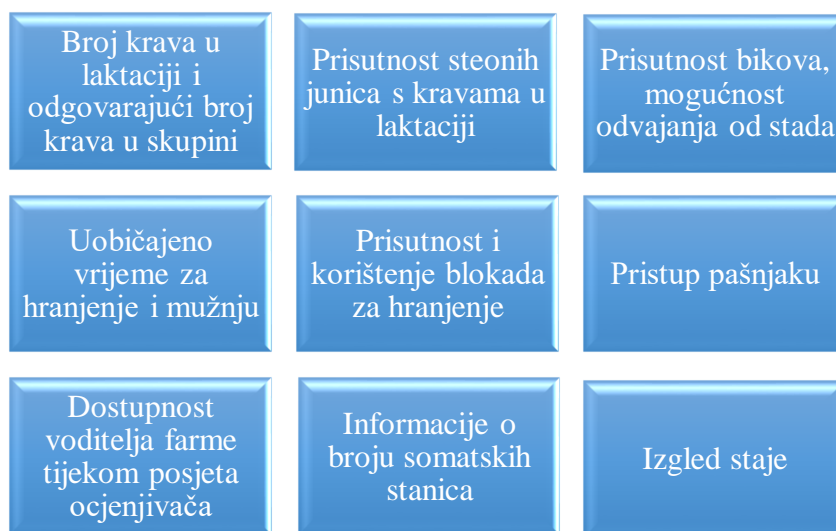 Broj krava u
laktaciji i
odgovarajući broj
krava u skupini
Prisutnost steonih
junica s kravama u
laktaciji
Prisutnost bikova,
mogućnost
odvajanja od stada
Uobičajeno
vrijeme za
hranjenje i mužnju
Prisutnost i
korištenje blokada
za hranjenje
Pristup pašnjaku
Dostupnost
voditelja farme
tijekom posjeta
ocjenjivača
Informacije o
broju somatskih
stanica
Izgled staje